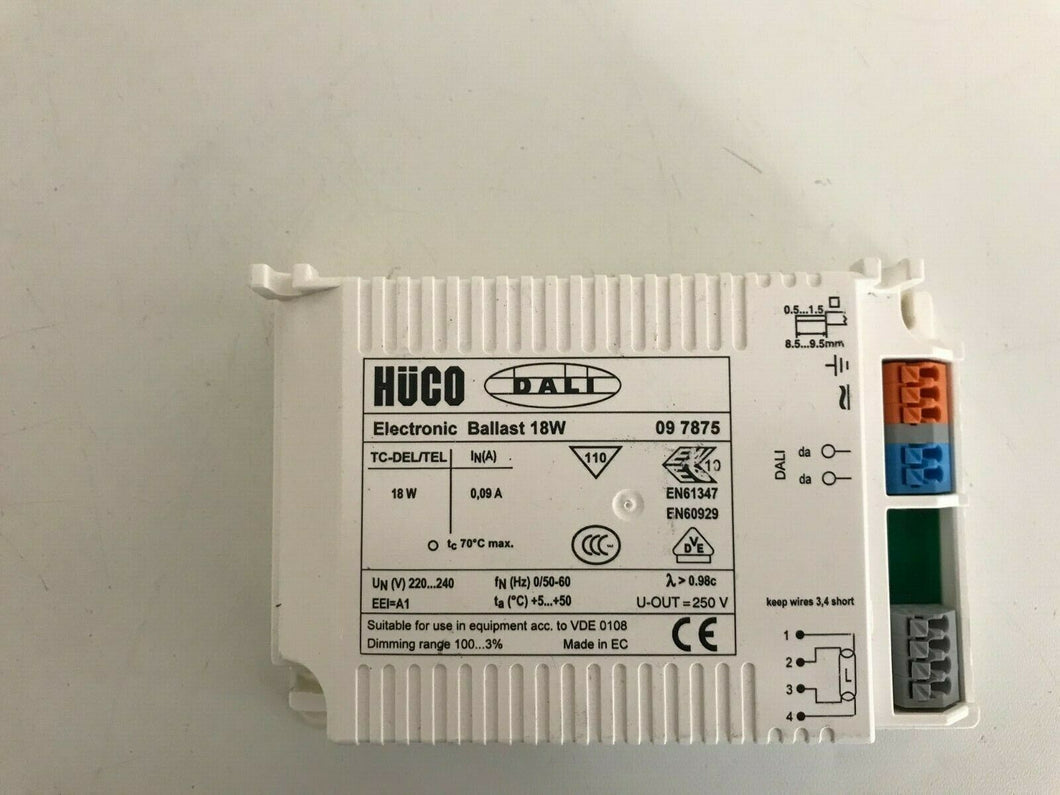 HüCO DALI
Electronic Ballast 18W 09 7875
TC-DEL/TEL IN(A)
18 W 0,09 A
tc 70°C max.
110
10
EN61347
EN60929
CCC
VDE
UN (V) 220...240 fN (Hz) 0/50-60 λ > 0.98c
EEI=A1 ta (°C) +5...+50 U-OUT = 250 V
Suitable for use in equipment acc. to VDE 0108
Dimming range 100...3% Made in EC
CE
0.5...1.5
8.5...9.5mm
DALI
da
da
keep wires 3,4 short
1
2
3
4
L